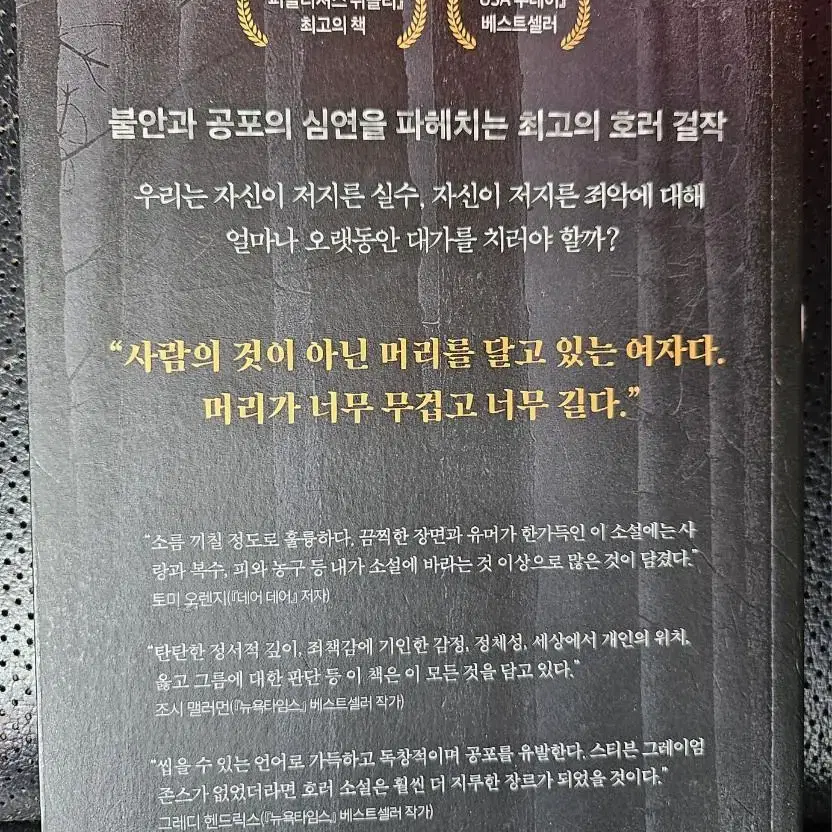 최고의 책
USA 투데이』
베스트셀러
불안과 공포의 심연을 파헤치는 최고의 호러 걸작
우리는 자신이 저지른 실수, 자신이 저지른 죄악에 대해
얼마나 오랫동안 대가를 치러야 할까?
“사람의 것이 아닌 머리를 달고 있는 여자다.
머리가 너무 무겁고 너무 길다.”
“소름 끼칠 정도로 훌륭하다. 끔찍한 장면과 유머가 한가득인 이 소설에는 사
랑과 복수, 피와 농구 등 내가 소설에 바라는 것 이상으로 많은 것이 담겼다.”
토미 오렌지(『데어 데어』 저자)
“탄탄한 정서적 깊이, 죄책감에 기인한 감정, 정체성, 세상에서 개인의 위치,
옳고 그름에 대한 판단 등 이 책은 이 모든 것을 담고 있다.”
조시 맬러먼(『뉴욕타임스』 베스트셀러 작가)
“씹을 수 있는 언어로 가득하고 독창적이며 공포를 유발한다. 스티븐 그레이엄
존스가 없었더라면 호러 소설은 훨씬 더 지루한 장르가 되었을 것이다.”
그레디 헨드릭스(『뉴욕타임스』 베스트셀러 작가)